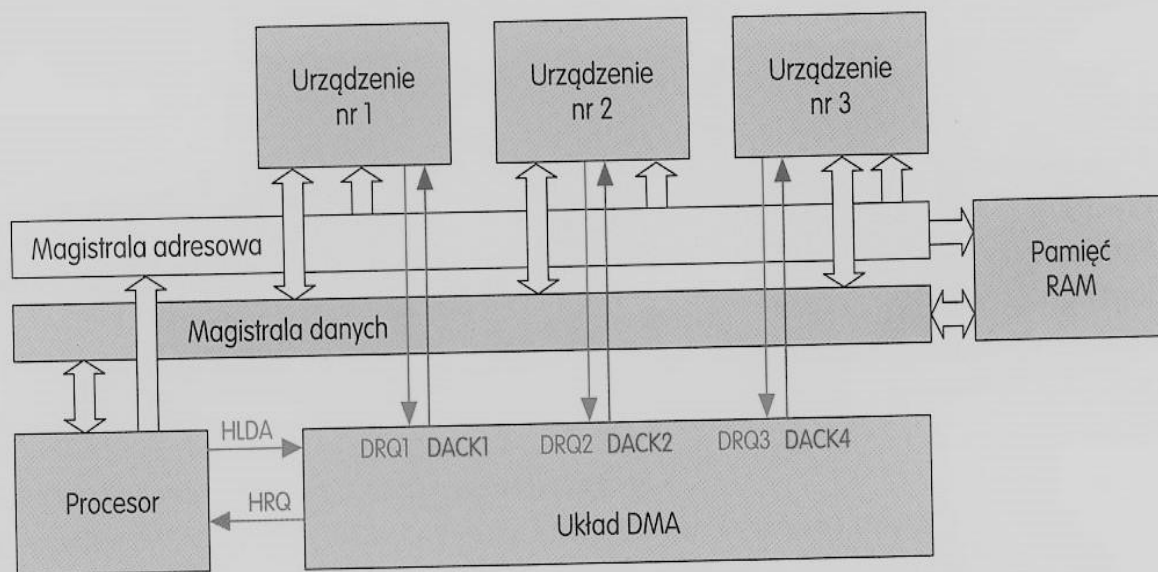 Urządzenie
nr 1
Urządzenie
nr 2
Urządzenie
nr 3
Magistrala adresowa
Pamięć
RAM
Magistrala danych
HLDA
DRQ1 DACK1 DRQ2 DACK2 DRQ3 DACK4
Procesor
HRQ
Układ DMA